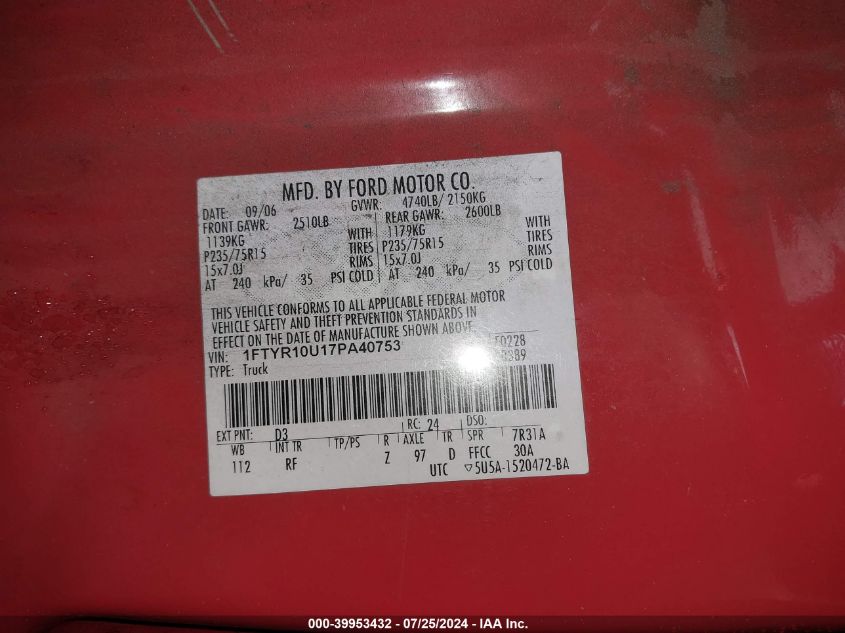 MFD. BY FORD MOTOR CO.
DATE: 09/06 GVWR: 4740LB/ 2150KG
FRONT GAWR: 2510LB REAR GAWR: 2600LB
1139KG WITH 1179KG WITH
P235/75R15 TIRES P235/75R15 TIRES
15x7.0J RIMS 15x7.0J RIMS
AT 240 kPa/ 35 PSI COLD AT 240 kPa/ 35 PSI COLD
THIS VEHICLE CONFORMS TO ALL APPLICABLE FEDERAL MOTOR
VEHICLE SAFETY AND THEFT PREVENTION STANDARDS IN
EFFECT ON THE DATE OF MANUFACTURE SHOWN ABOVE.
VIN: 1FTYR10U17PA40753
TYPE: Truck
RC: 24 DSO:
EXT PNT: D3
WB INT TR TP/PS R AXLE TR SPR 7R31A
112 RF Z 97 D FFCC 30A
UTC ▽5U5A-1520472-BA
000-39953432 - 07/25/2024 - IAA Inc.